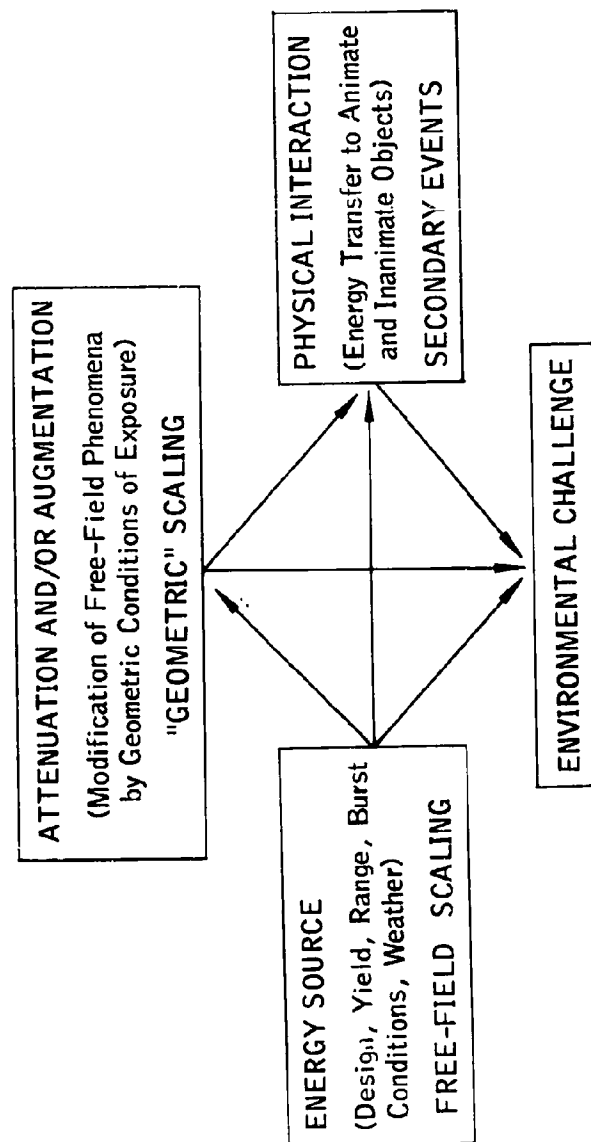 ATTENUATION AND/OR AUGMENTATION
(Modification of Free-Field Phenomena
by Geometric Conditions of Exposure)
"GEOMETRIC" SCALING
ENERGY SOURCE
(Design, Yield, Range, Burst
Conditions, Weather)
FREE-FIELD SCALING
PHYSICAL INTERACTION
(Energy Transfer to Animate
and Inanimate Objects)
SECONDARY EVENTS
ENVIRONMENTAL CHALLENGE